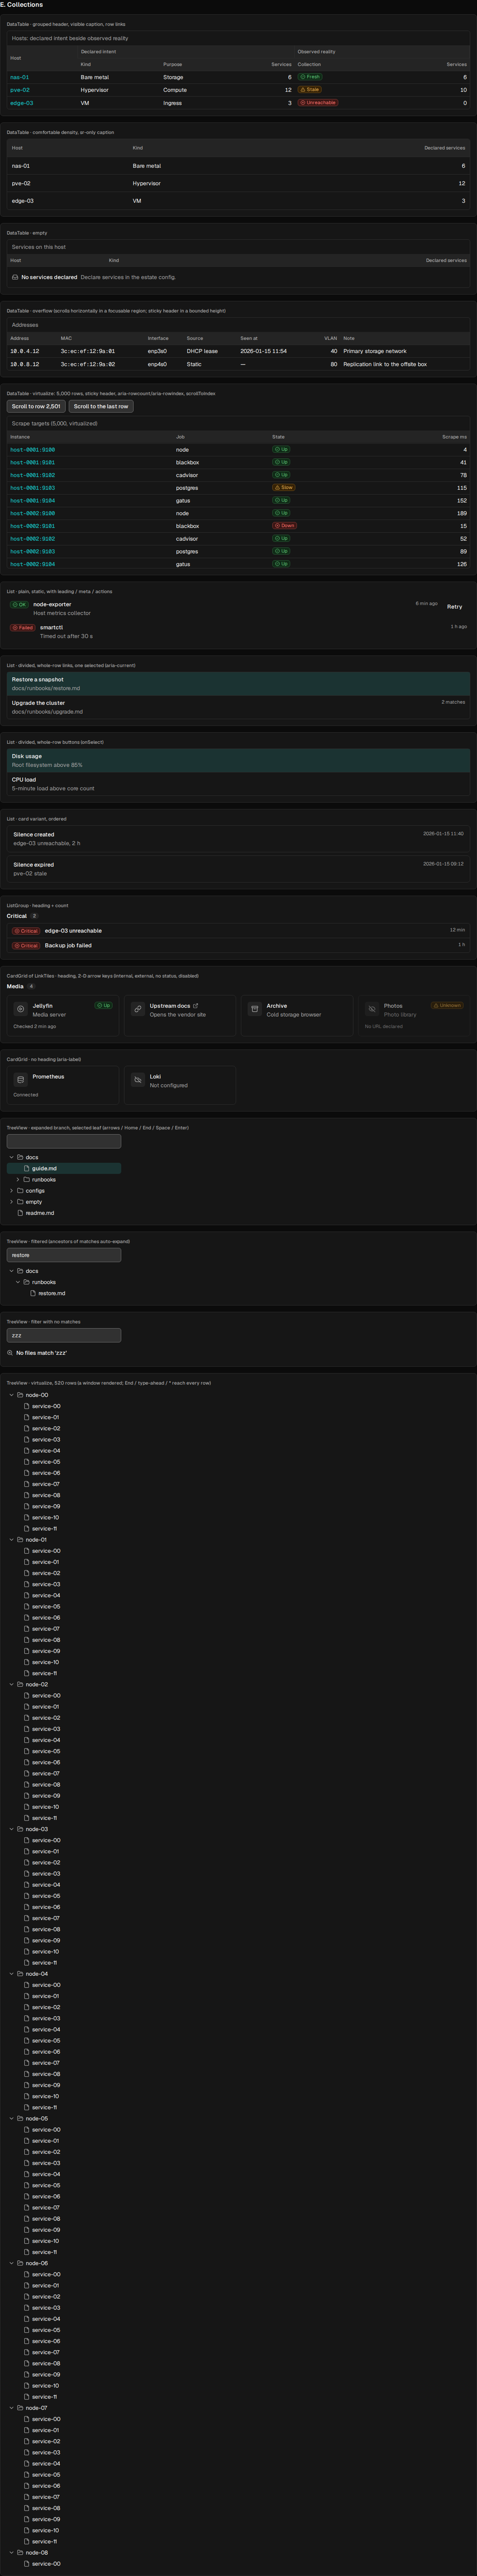 E. Collections
DataTable · grouped header, visible caption, row links
Hosts: declared intent beside observed reality
Host Declared intent Observed reality
Kind Purpose Services Collection Services
nas-01 Bare metal Storage 6 Fresh 6
pve-02 Hypervisor Compute 12 Stale 10
edge-03 VM Ingress 3 Unreachable 0
DataTable · comfortable density, sr-only caption
Host Kind Declared services
nas-01 Bare metal 6
pve-02 Hypervisor 12
edge-03 VM 3
DataTable · empty
Services on this host
Host Kind Declared services
No services declared Declare services in the estate config.
DataTable · overflow (scrolls horizontally in a focusable region; sticky header in a bounded height)
Addresses
Address MAC Interface Source Seen at VLAN Note
10.0.4.12 3c:ec:ef:12:9a:01 enp3s0 DHCP lease 2026-01-15 11:54 40 Primary storage network
10.0.8.12 3c:ec:ef:12:9a:02 enp4s0 Static — 80 Replication link to the offsite box
DataTable · virtualize: 5,000 rows, sticky header, aria-rowcount/aria-rowindex, scrollToIndex
Scroll to row 2,501 Scroll to the last row
Scrape targets (5,000, virtualized)
Instance Job State Scrape ms
host-0001:9100 node Up 4
host-0001:9101 blackbox Up 41
host-0001:9102 cadvisor Up 78
host-0001:9103 postgres Slow 115
host-0001:9104 gatus Up 152
host-0002:9100 node Up 189
host-0002:9101 blackbox Down 15
host-0002:9102 cadvisor Up 52
host-0002:9103 postgres Up 89
host-0002:9104 gatus Up 126
List · plain, static, with leading / meta / actions
OK node-exporter 8 min ago Retry
Host metrics collector
Failed smartctl 1 h ago
Timed out after 30 s
List · divided, whole-row links, one selected (aria-current)
Restore a snapshot
docs/runbooks/restore.md
Upgrade the cluster 2 matches
docs/runbooks/upgrade.md
List · divided, whole-row buttons (onSelect)
Disk usage
Root filesystem above 85%
CPU load
5-minute load above core count
List · card variant, ordered
Silence created 2026-01-15 11:40
edge-03 unreachable, 2 h
Silence expired 2026-01-15 09:12
pve-02 stale
ListGroup · heading + count
Critical 2
Critical edge-03 unreachable 12 min
Critical Backup job failed 1 h
CardGrid of LinkTiles · heading, 2-D arrow keys (internal, external, no status, disabled)
Media 4
Jellyfin Up
Media server
Checked 2 min ago
Upstream docs
Opens the vendor site
Archive
Cold storage browser
Photos Unknown
Photo library
No URL declared
CardGrid · no heading (aria-label)
Prometheus
Connected
Loki
Not configured
TreeView · expanded branch, selected leaf (arrows / Home / End / Space / Enter)
docs
guide.md
runbooks
configs
empty
readme.md
TreeView · filtered (ancestors of matches auto-expand)
restore
docs
runbooks
restore.md
TreeView · filter with no matches
zzz
No files match 'zzz'
TreeView · virtualize, 530 rows (a window rendered; End / type-ahead / * reach every row)
node-00
service-00
service-01
service-02
service-03
service-04
service-05
service-06
service-07
service-08
service-09
service-10
service-11
node-01
service-00
service-01
service-02
service-03
service-04
service-05
service-06
service-07
service-08
service-09
service-10
service-11
node-02
service-00
service-01
service-02
service-03
service-04
service-05
service-06
service-07
service-08
service-09
service-10
service-11
node-03
service-00
service-01
service-02
service-03
service-04
service-05
service-06
service-07
service-08
service-09
service-10
service-11
node-04
service-00
service-01
service-02
service-03
service-04
service-05
service-06
service-07
service-08
service-09
service-10
service-11
node-05
service-00
service-01
service-02
service-03
service-04
service-05
service-06
service-07
service-08
service-09
service-10
service-11
node-06
service-00
service-01
service-02
service-03
service-04
service-05
service-06
service-07
service-08
service-09
service-10
service-11
node-07
service-00
service-01
service-02
service-03
service-04
service-05
service-06
service-07
service-08
service-09
service-10
service-11
node-08
service-00